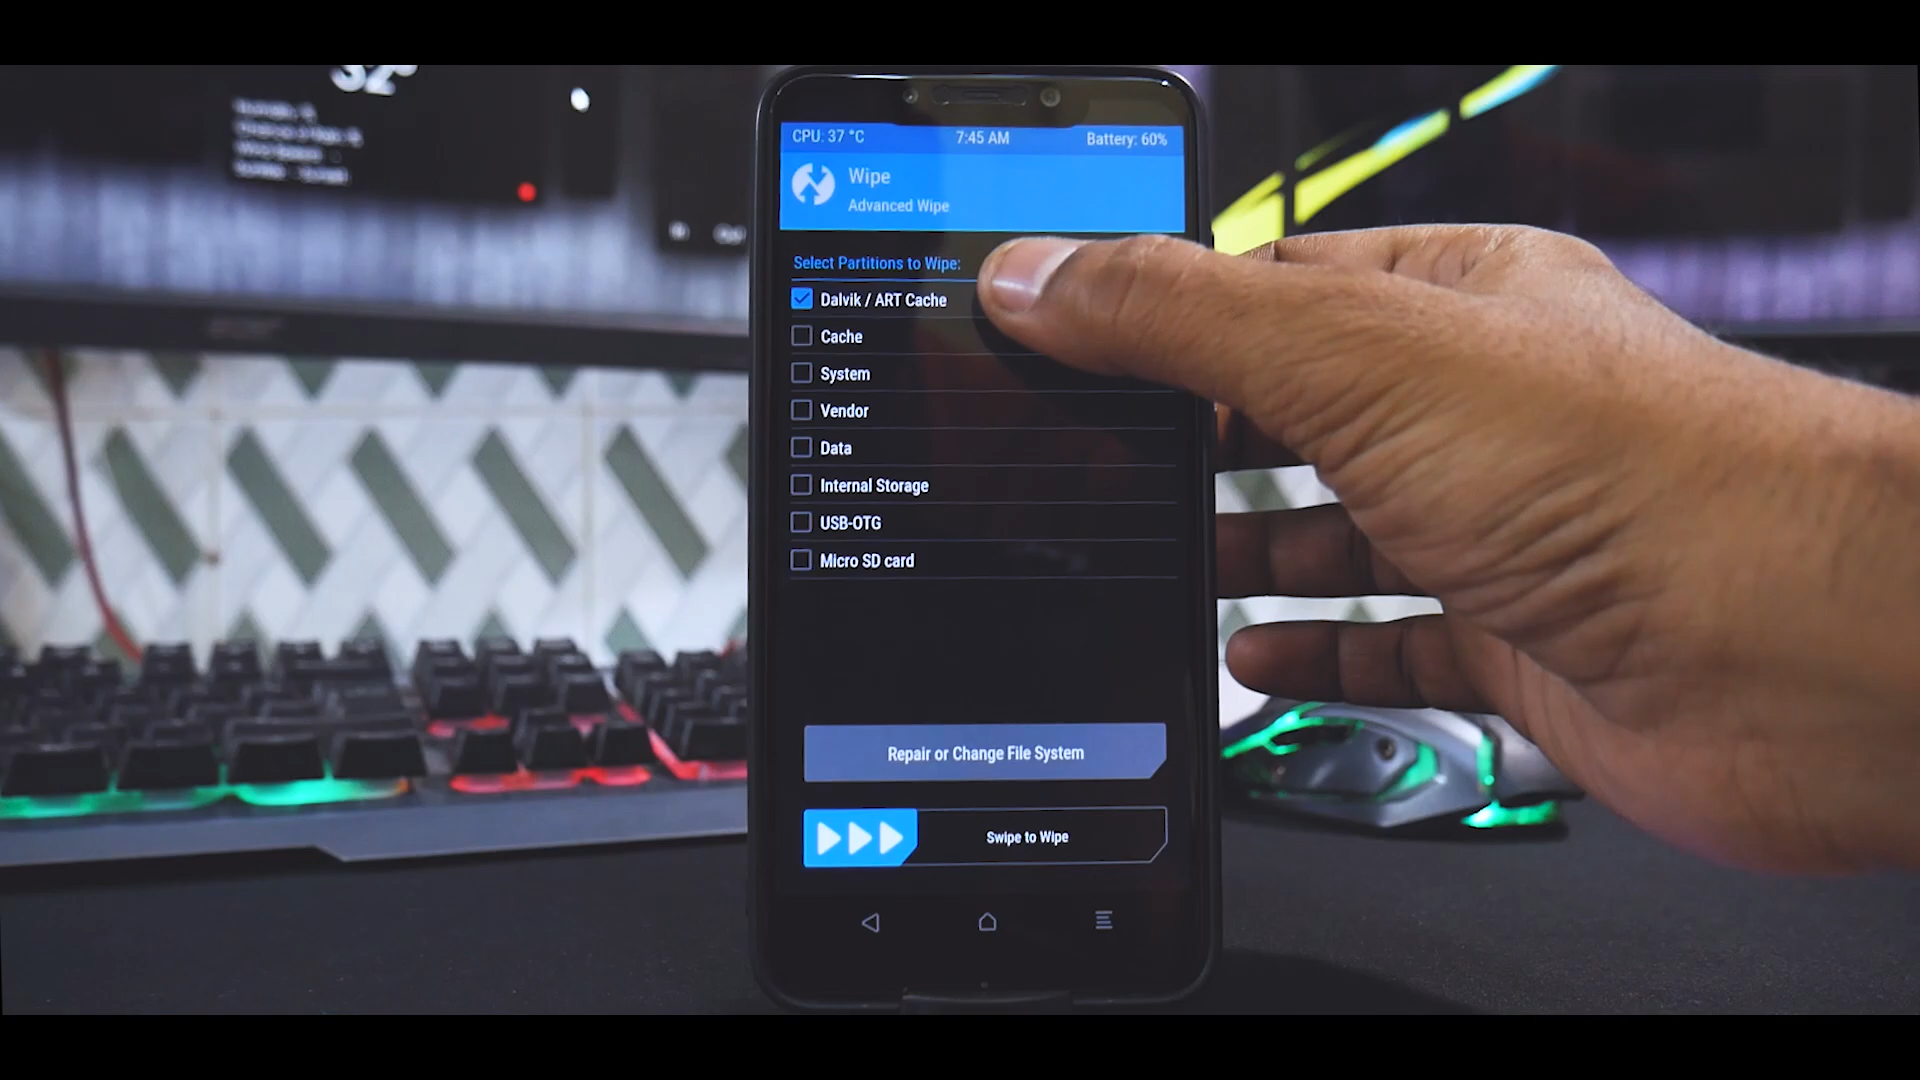 CPU: 37 °C
7:45 AM
Battery: 60%
Wipe
Advanced Wipe
Select Partitions to Wipe:
Dalvik / ART Cache
Cache
System
Vendor
Data
Internal Storage
USB-OTG
Micro SD card
Repair or Change File System
Swipe to Wipe